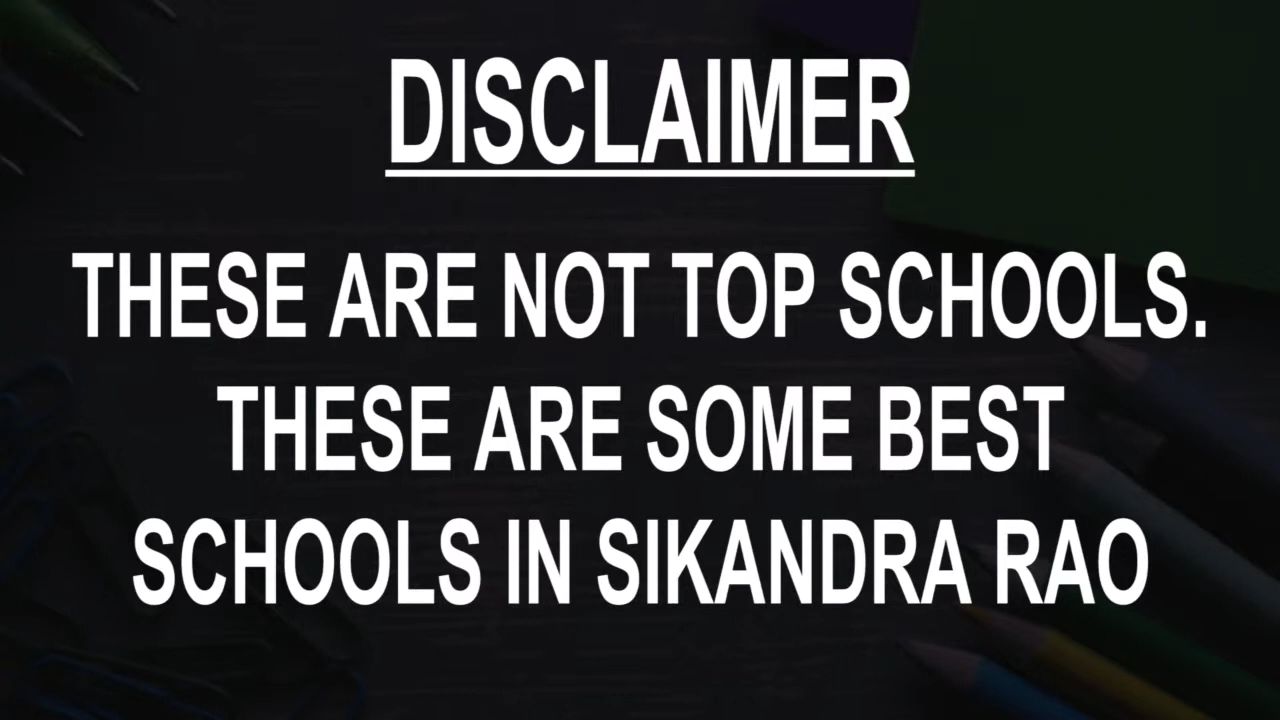 DISCLAIMER
THESE ARE NOT TOP SCHOOLS.
THESE ARE SOME BEST
SCHOOLS IN SIKANDRA RAO